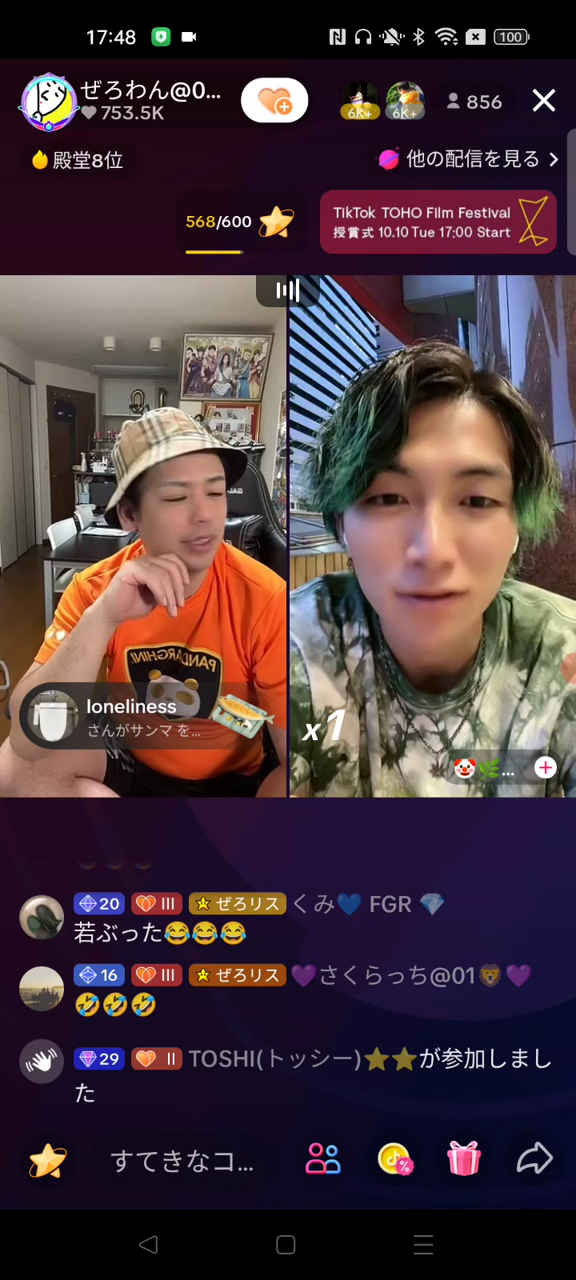 17:48
100
ぜろわん@0...
753.5K
6K+
6K+
856
殿堂8位
他の配信を見る
568/600
TikTok TOHO Film Festival
授賞式 10.10 Tue 17:00 Start
PANDARGHINI
loneliness
さんがサンマ を...
x1
...
20 III ぜろリス くみ💙 FGR 💎
若ぶった😂😂😂
16 III ぜろリス 💜さくらっち@01🦁💜
🤣🤣🤣
29 II TOSHI(トッシー)⭐⭐が参加しまし
た
すてきなコ...